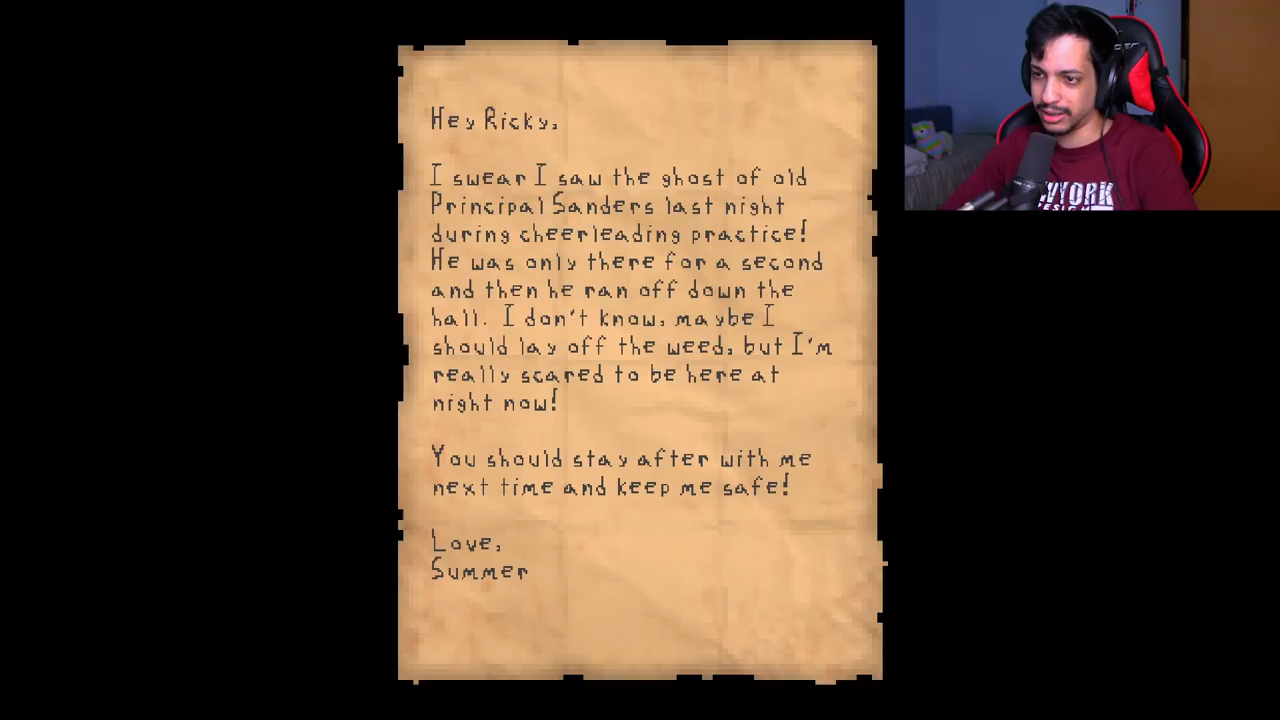 Hey Ricky,
I swear I saw the ghost of old
Principal Sanders last night
during cheerleading practice!
He was only there for a second
and then he ran off down the
hall. I don't know, maybe I
should lay off the weed, but I'm
really scared to be here at
night now!
You should stay after with me
next time and keep me safe!
Love,
Summer